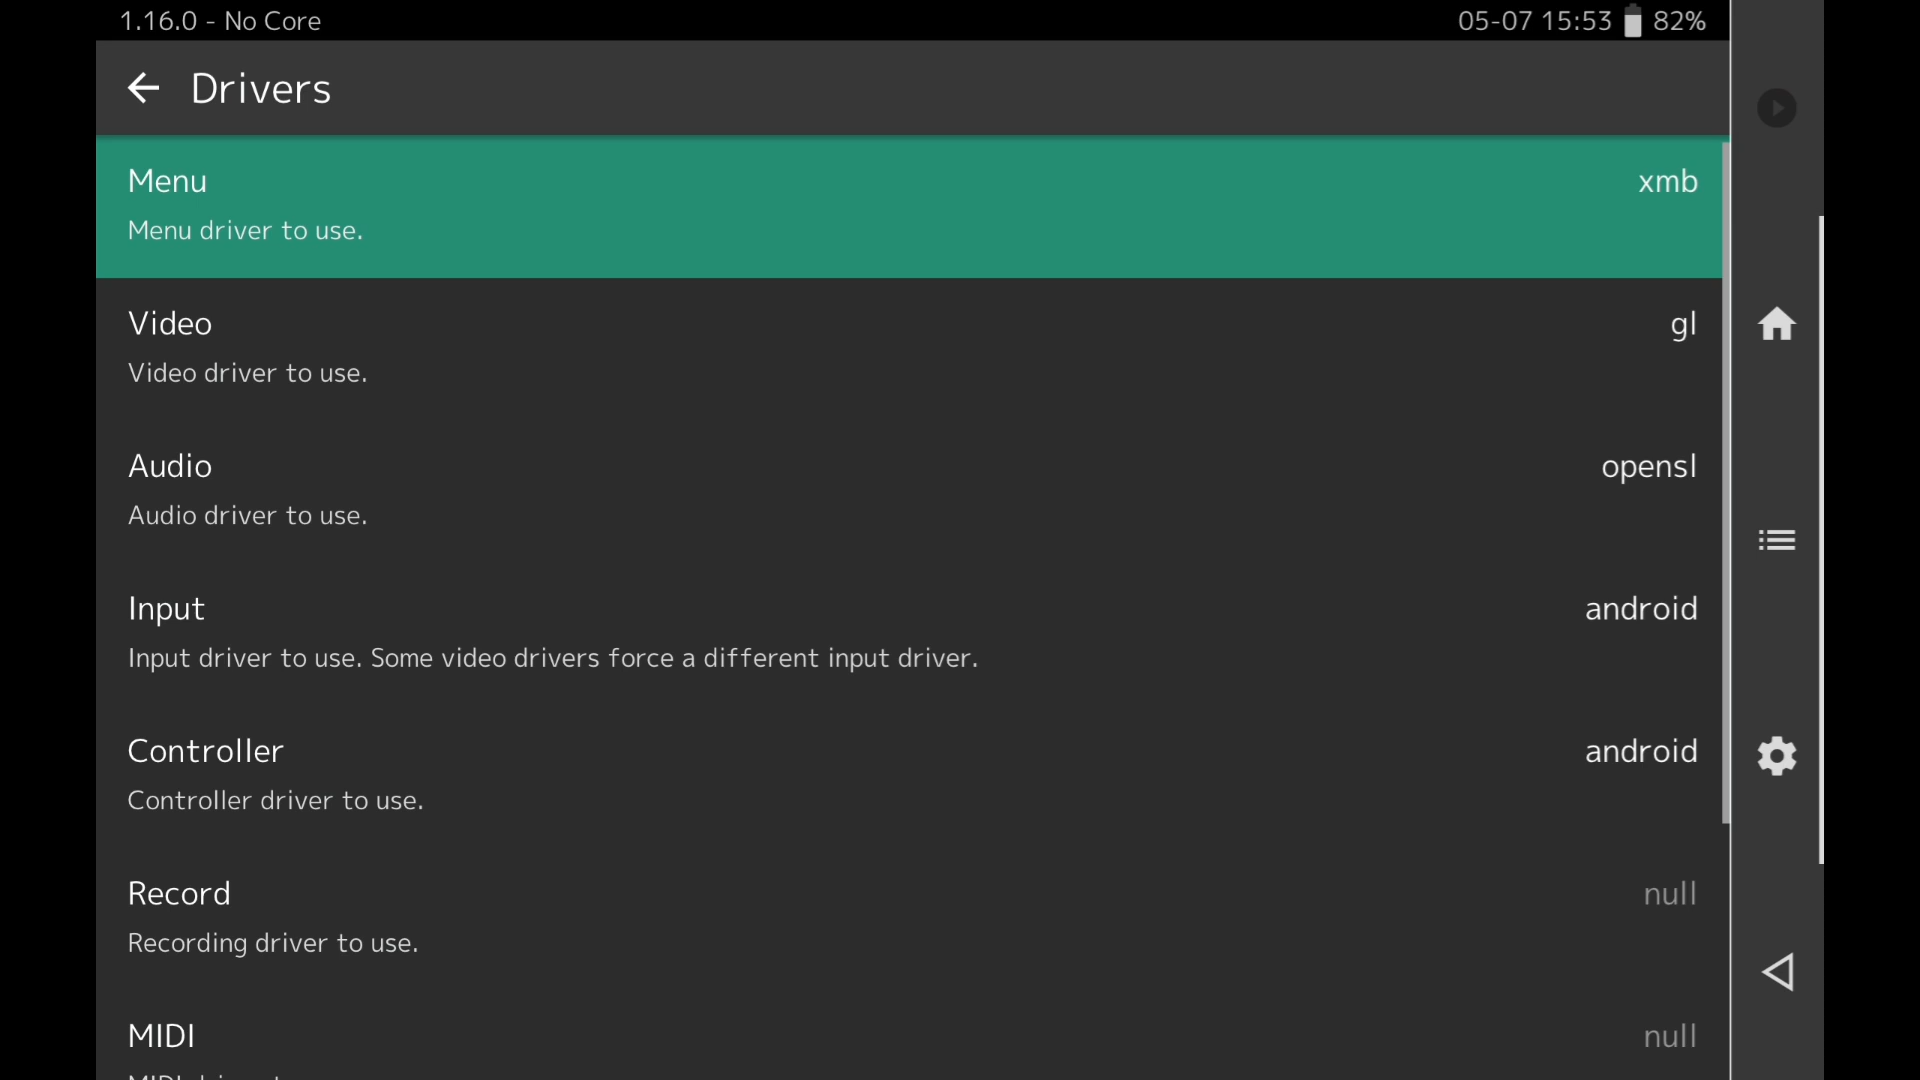 1.16.0 - No Core
05-07 15:53 82%
Drivers
Menu xmb
Menu driver to use.
Video gl
Video driver to use.
Audio opensl
Audio driver to use.
Input android
Input driver to use. Some video drivers force a different input driver.
Controller android
Controller driver to use.
Record null
Recording driver to use.
MIDI null